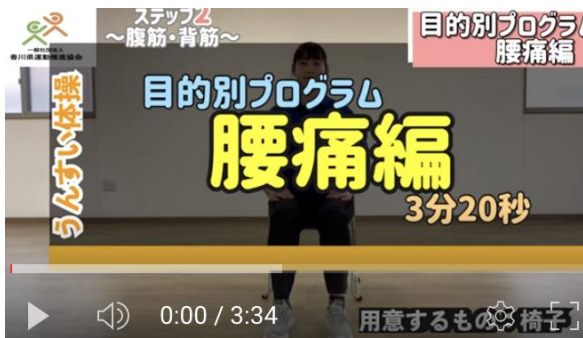 ステップ2
～腹筋・背筋～
一般社団法人
香川県運動推進協会
目的別プログラム
腰痛編
うんすい体操
目的別プログラム
腰痛編
3分20秒
0:00 / 3:34
用意するもの：椅子